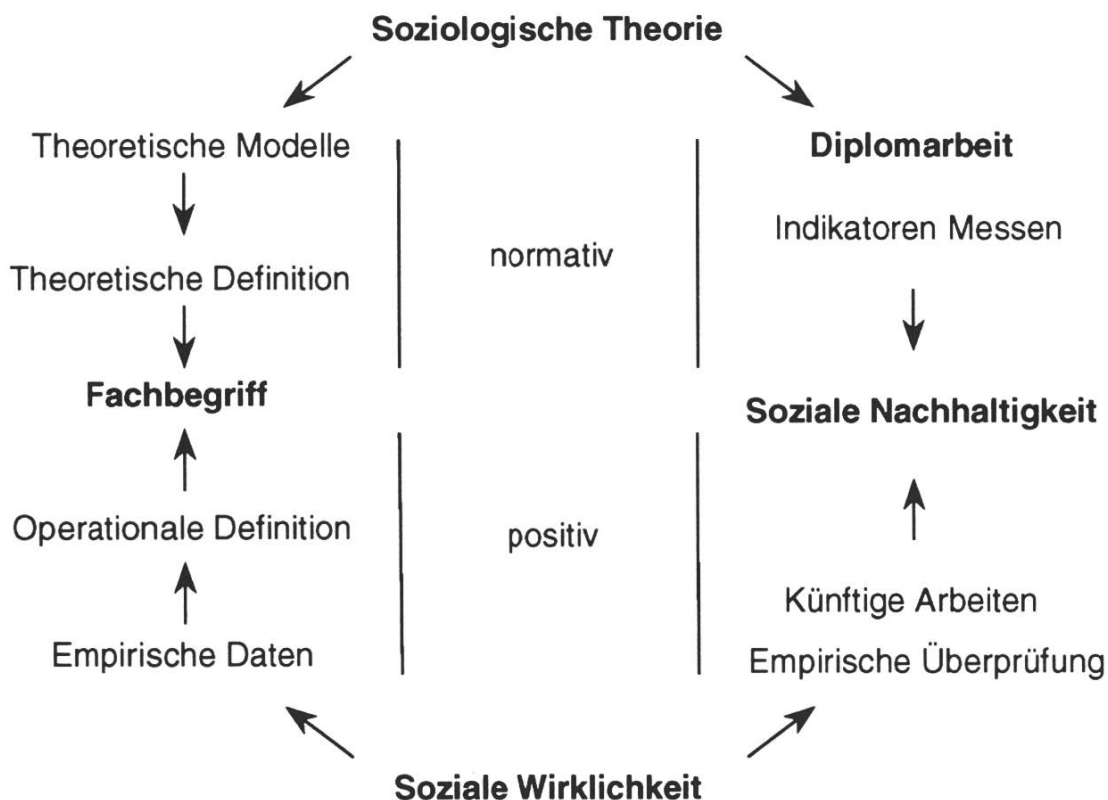 Soziologische Theorie
Theoretische Modelle
Diplomarbeit
Indikatoren Messen
normativ
Theoretische Definition
Fachbegriff
Soziale Nachhaltigkeit
Operationale Definition
positiv
Künftige Arbeiten
Empirische Daten
Empirische Überprüfung
Soziale Wirklichkeit